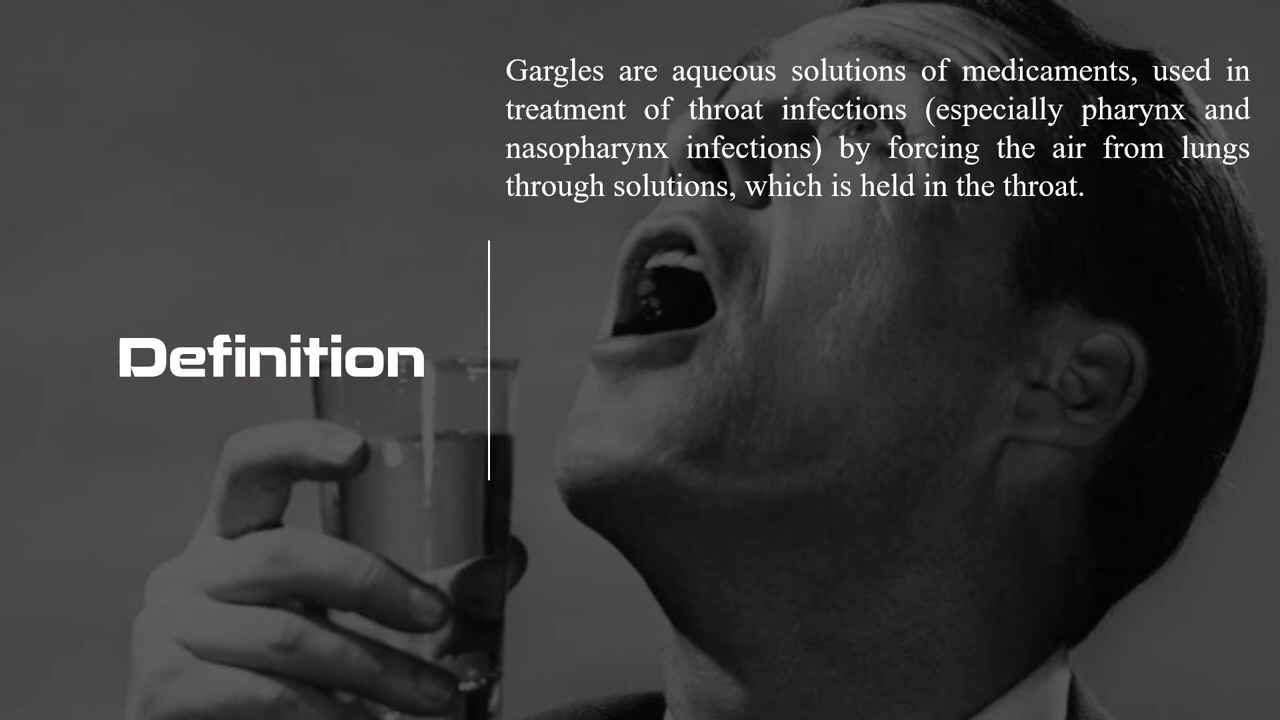 Gargles are aqueous solutions of medicaments, used in
treatment of throat infections (especially pharynx and
nasopharynx infections) by forcing the air from lungs
through solutions, which is held in the throat.
Definition